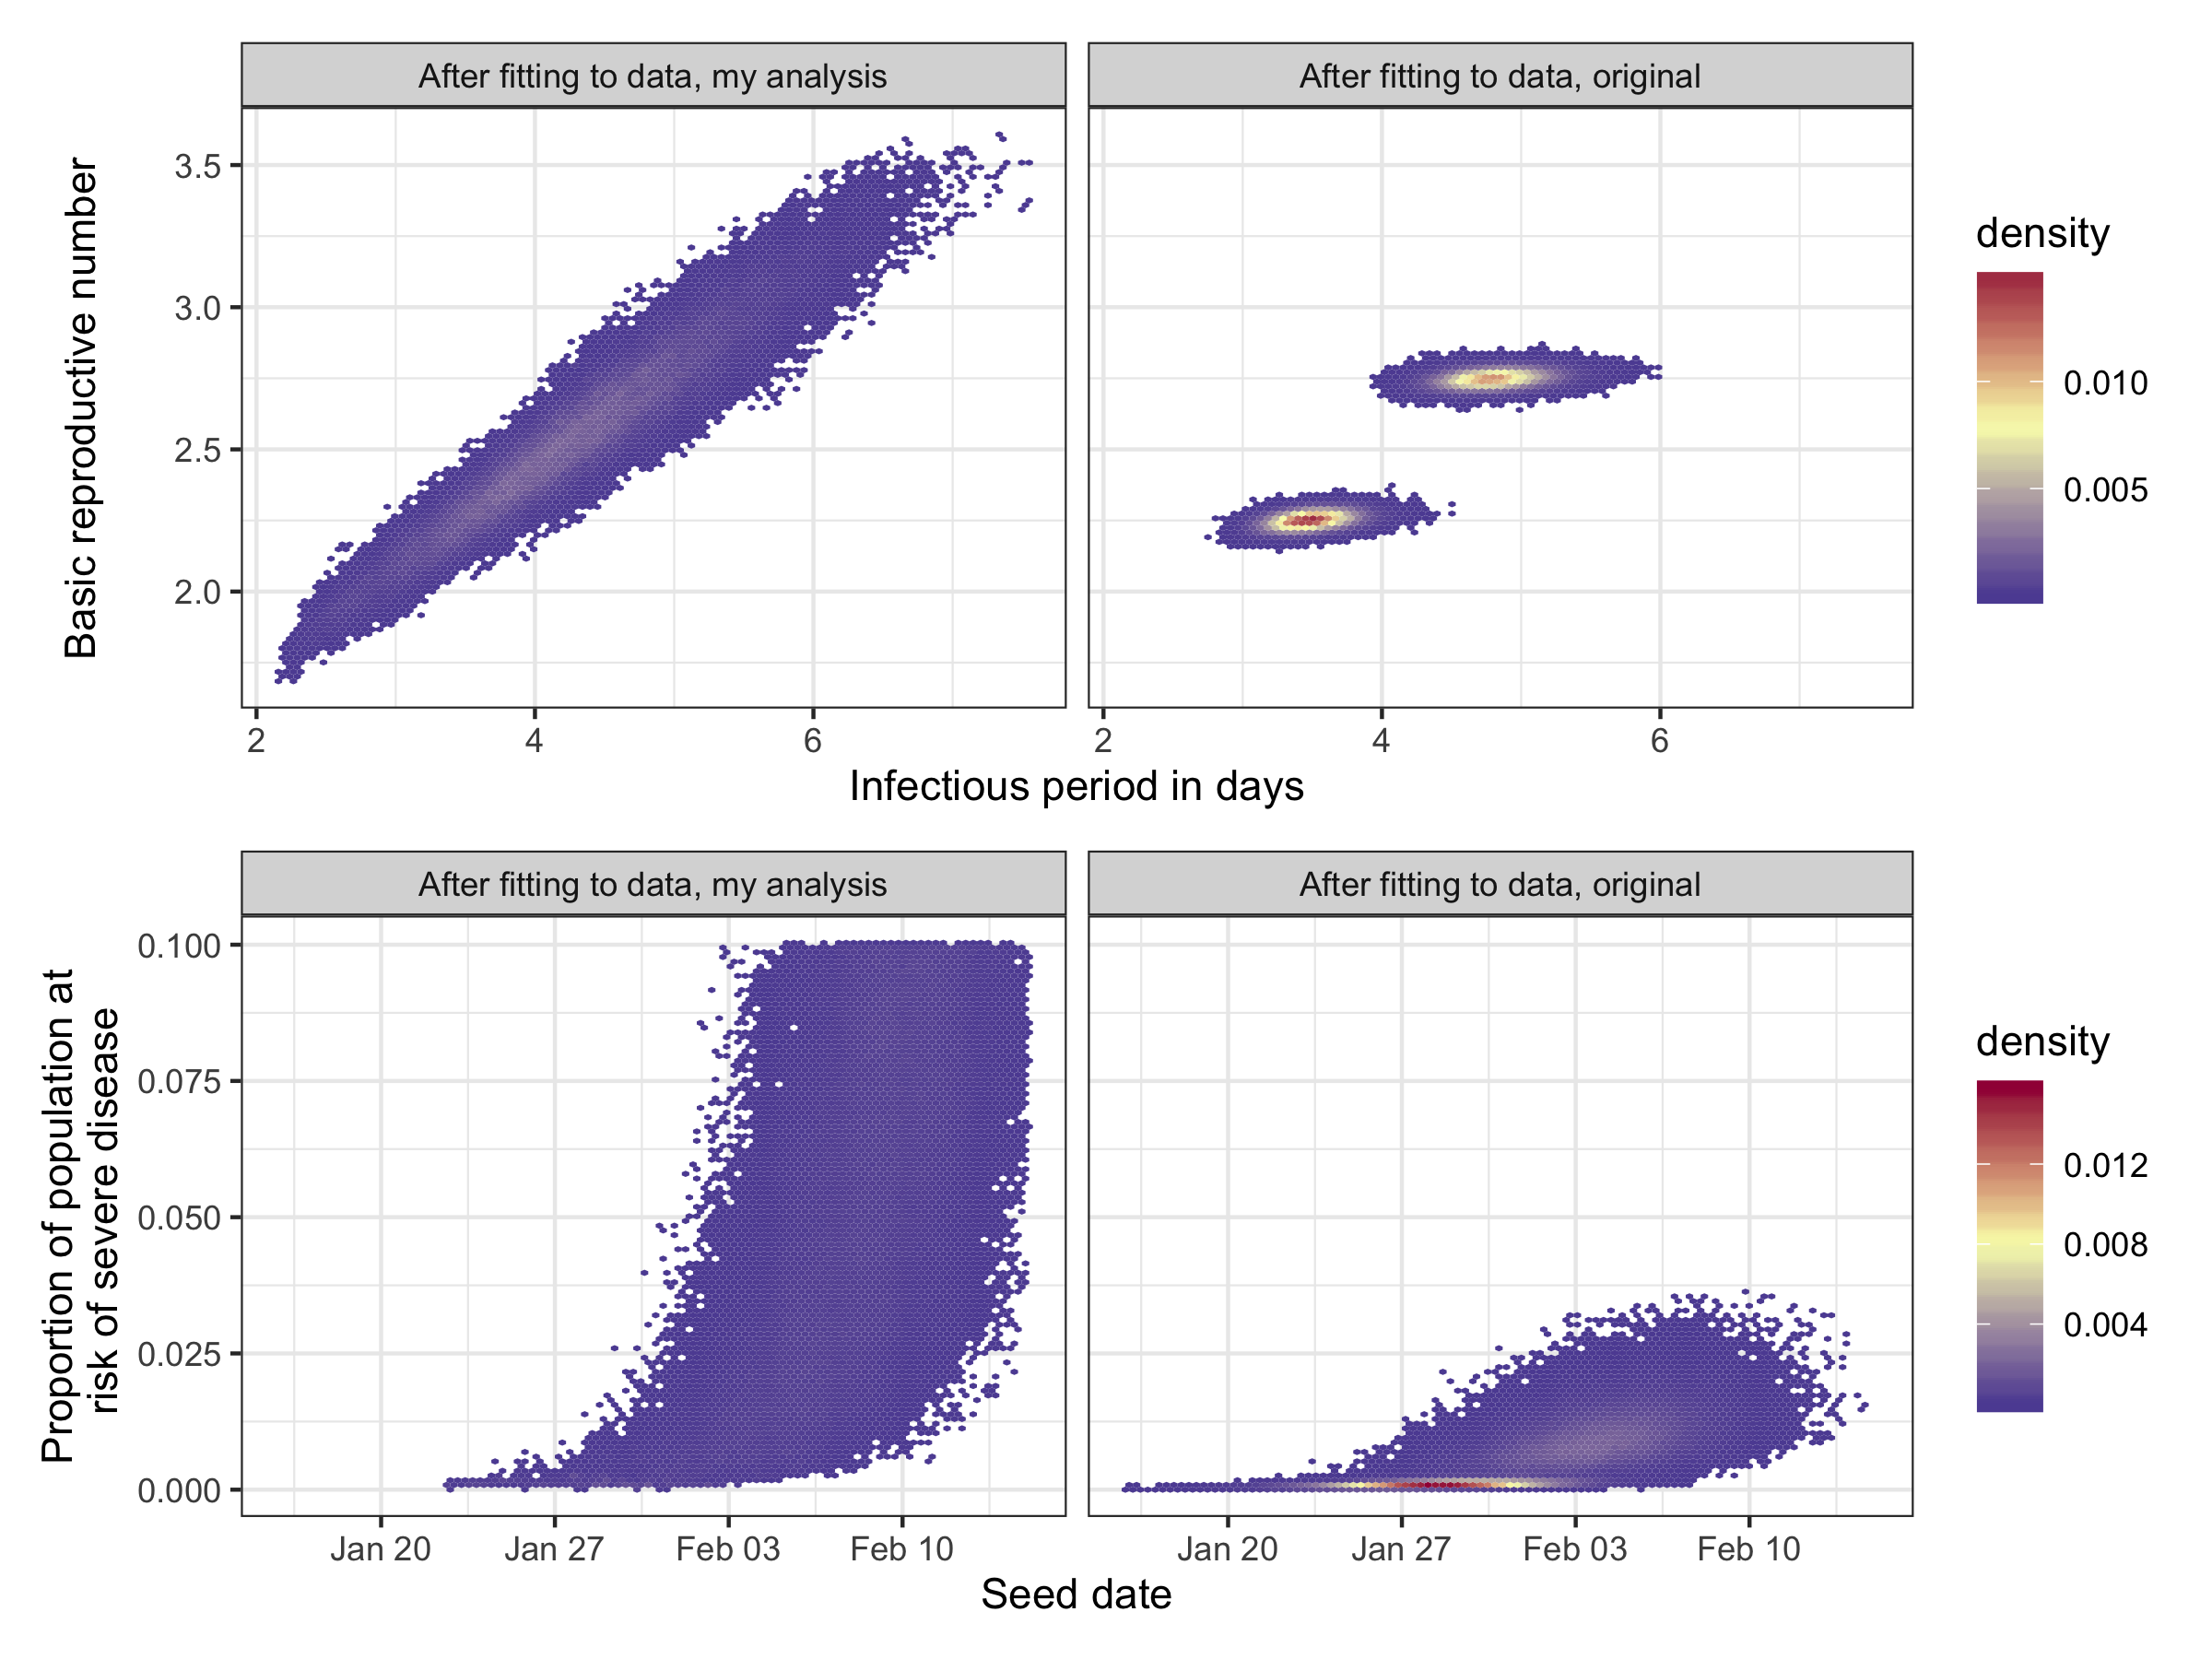 After fitting to data, my analysis
After fitting to data, original
Basic reproductive number
3.5
3.0
2.5
2.0
2
4
6
2
4
6
Infectious period in days
density
0.010
0.005
After fitting to data, my analysis
After fitting to data, original
Proportion of population at
risk of severe disease
0.100
0.075
0.050
0.025
0.000
Jan 20
Jan 27
Feb 03
Feb 10
Jan 20
Jan 27
Feb 03
Feb 10
Seed date
density
0.012
0.008
0.004